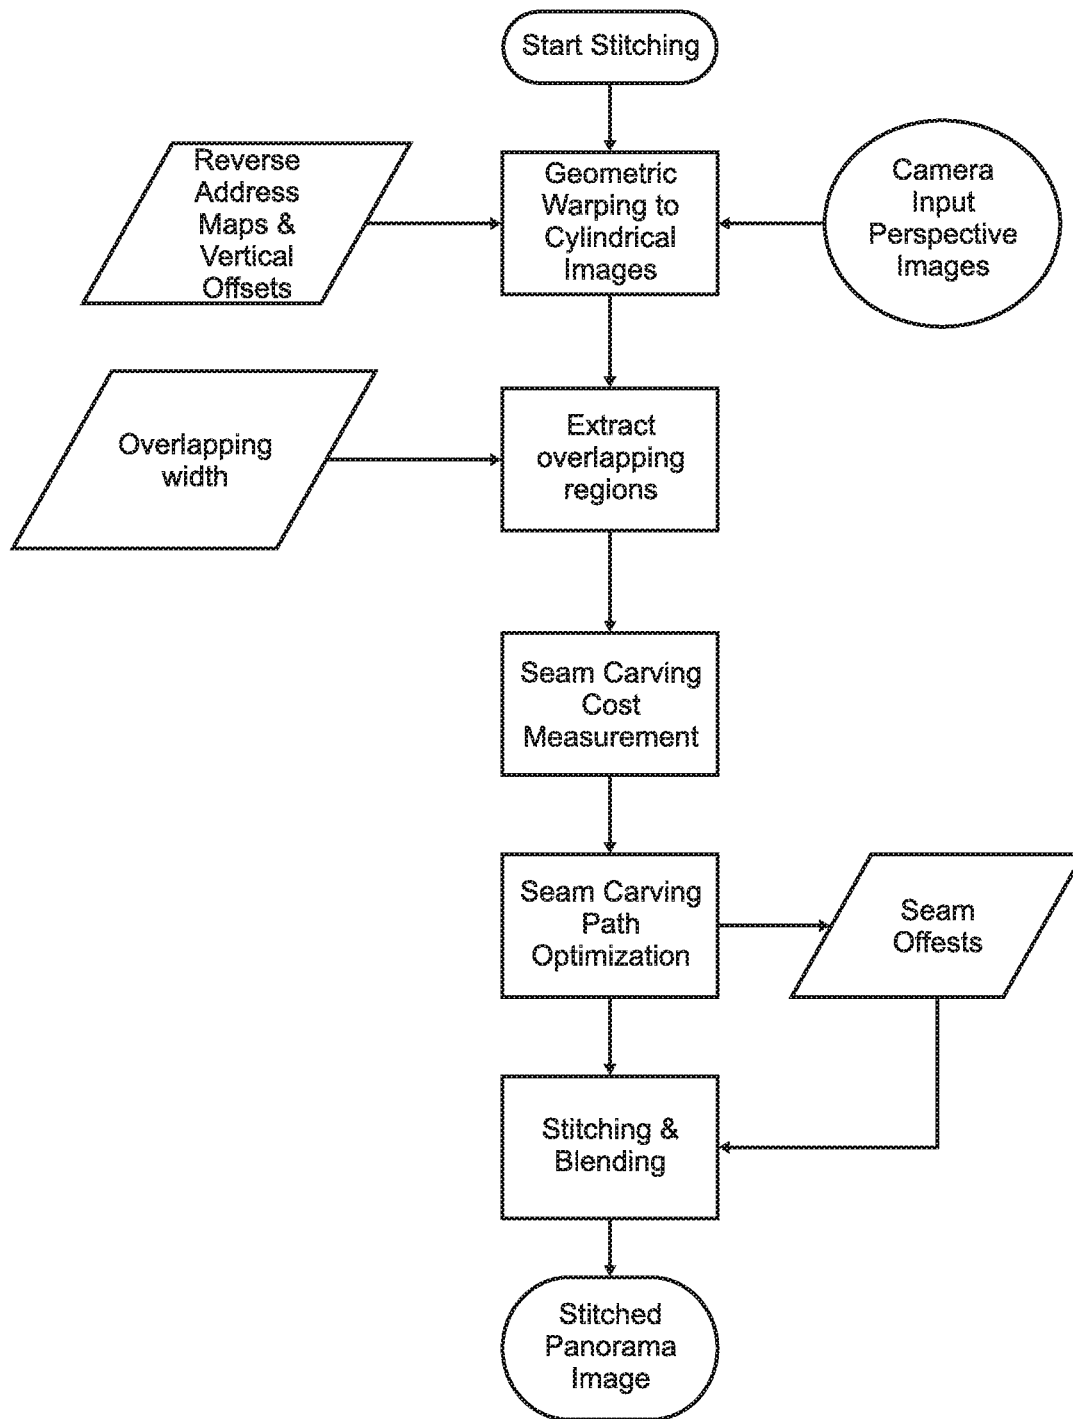 Start Stitching
Reverse
Address
Maps &
Vertical
Offsets
Geometric
Warping to
Cylindrical
Images
Camera
Input
Perspective
Images
Overlapping
width
Extract
overlapping
regions
Seam Carving
Cost
Measurement
Seam Carving
Path
Optimization
Seam
Offests
Stitching &
Blending
Stitched
Panorama
Image